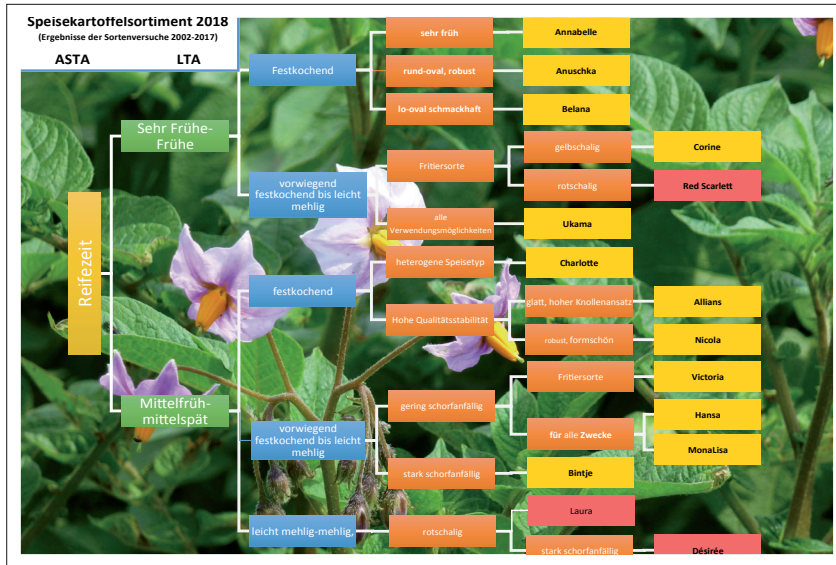 Speisekartoffelsortiment 2018
(Ergebnisse der Sortenversuche 2002-2017)
ASTA LTA
Reifezeit
Sehr Frühe-
Frühe
Festkochend
sehr früh
Annabelle
rund-oval, robust
Anuschka
lo-oval schmackhaft
Belana
vorwiegend
festkochend bis leicht
mehlig
Fritiersorte
gelbschalig
Corine
rotschalig
Red Scarlett
alle
Verwendungsmöglichkeiten
Ukama
Mittelfrüh-
mittelspät
festkochend
heterogene Speisetyp
Charlotte
Hohe Qualitätsstabilität
glatt, hoher Knollenansatz
Allians
robust, formschön
Nicola
vorwiegend
festkochend bis leicht
mehlig
gering schorfanfällig
Fritiersorte
Victoria
für alle Zwecke
Hansa
MonaLisa
stark schorfanfällig
Bintje
leicht mehlig-mehlig,
rotschalig
Laura
stark schorfanfällig
Désirée